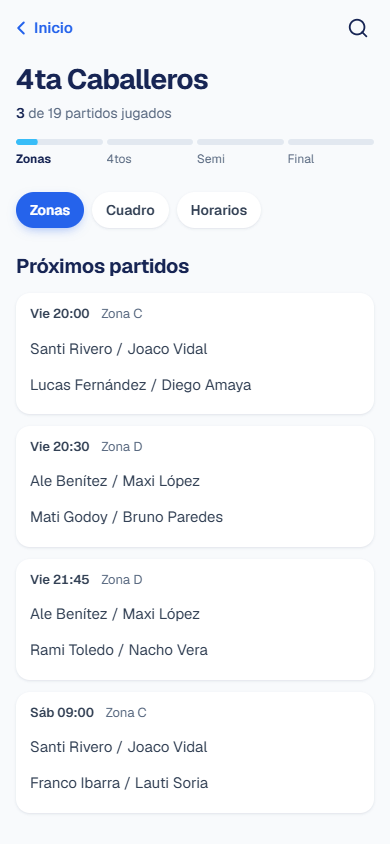 Inicio
4ta Caballeros
3 de 19 partidos jugados
Zonas 4tos Semi Final
Zonas Cuadro Horarios
Próximos partidos
Vie 20:00 Zona C
Santi Rivero / Joaco Vidal
Lucas Fernández / Diego Amaya
Vie 20:30 Zona D
Ale Benítez / Maxi López
Mati Godoy / Bruno Paredes
Vie 21:45 Zona D
Ale Benítez / Maxi López
Rami Toledo / Nacho Vera
Sáb 09:00 Zona C
Santi Rivero / Joaco Vidal
Franco Ibarra / Lauti Soria